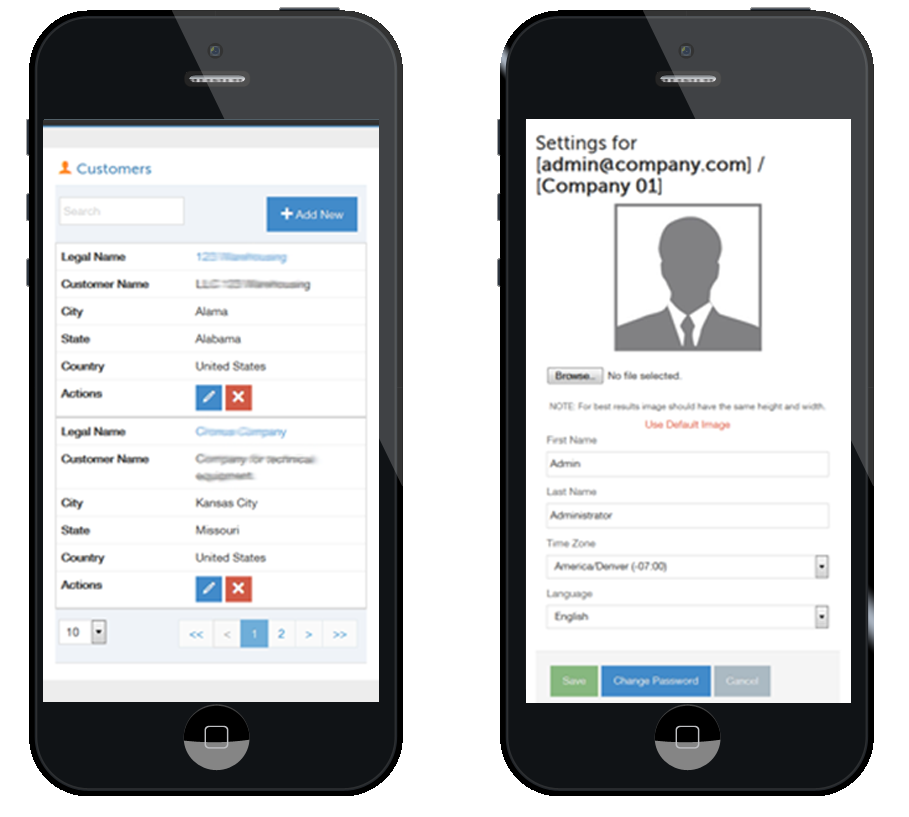 Customers
Search
Add New
Legal Name
Customer Name
City Alama
State Alabama
Country United States
Actions
Legal Name
Customer Name
City Kansas City
State Missouri
Country United States
Actions
10 << < 1 2 > >>
Settings for
[admin@company.com] /
[Company 01]
Browse.. No file selected.
NOTE: For best results image should have the same height and width.
Use Default Image
First Name
Admin
Last Name
Administrator
Time Zone
America/Denver (-07:00)
Language
English
Save Change Password Cancel